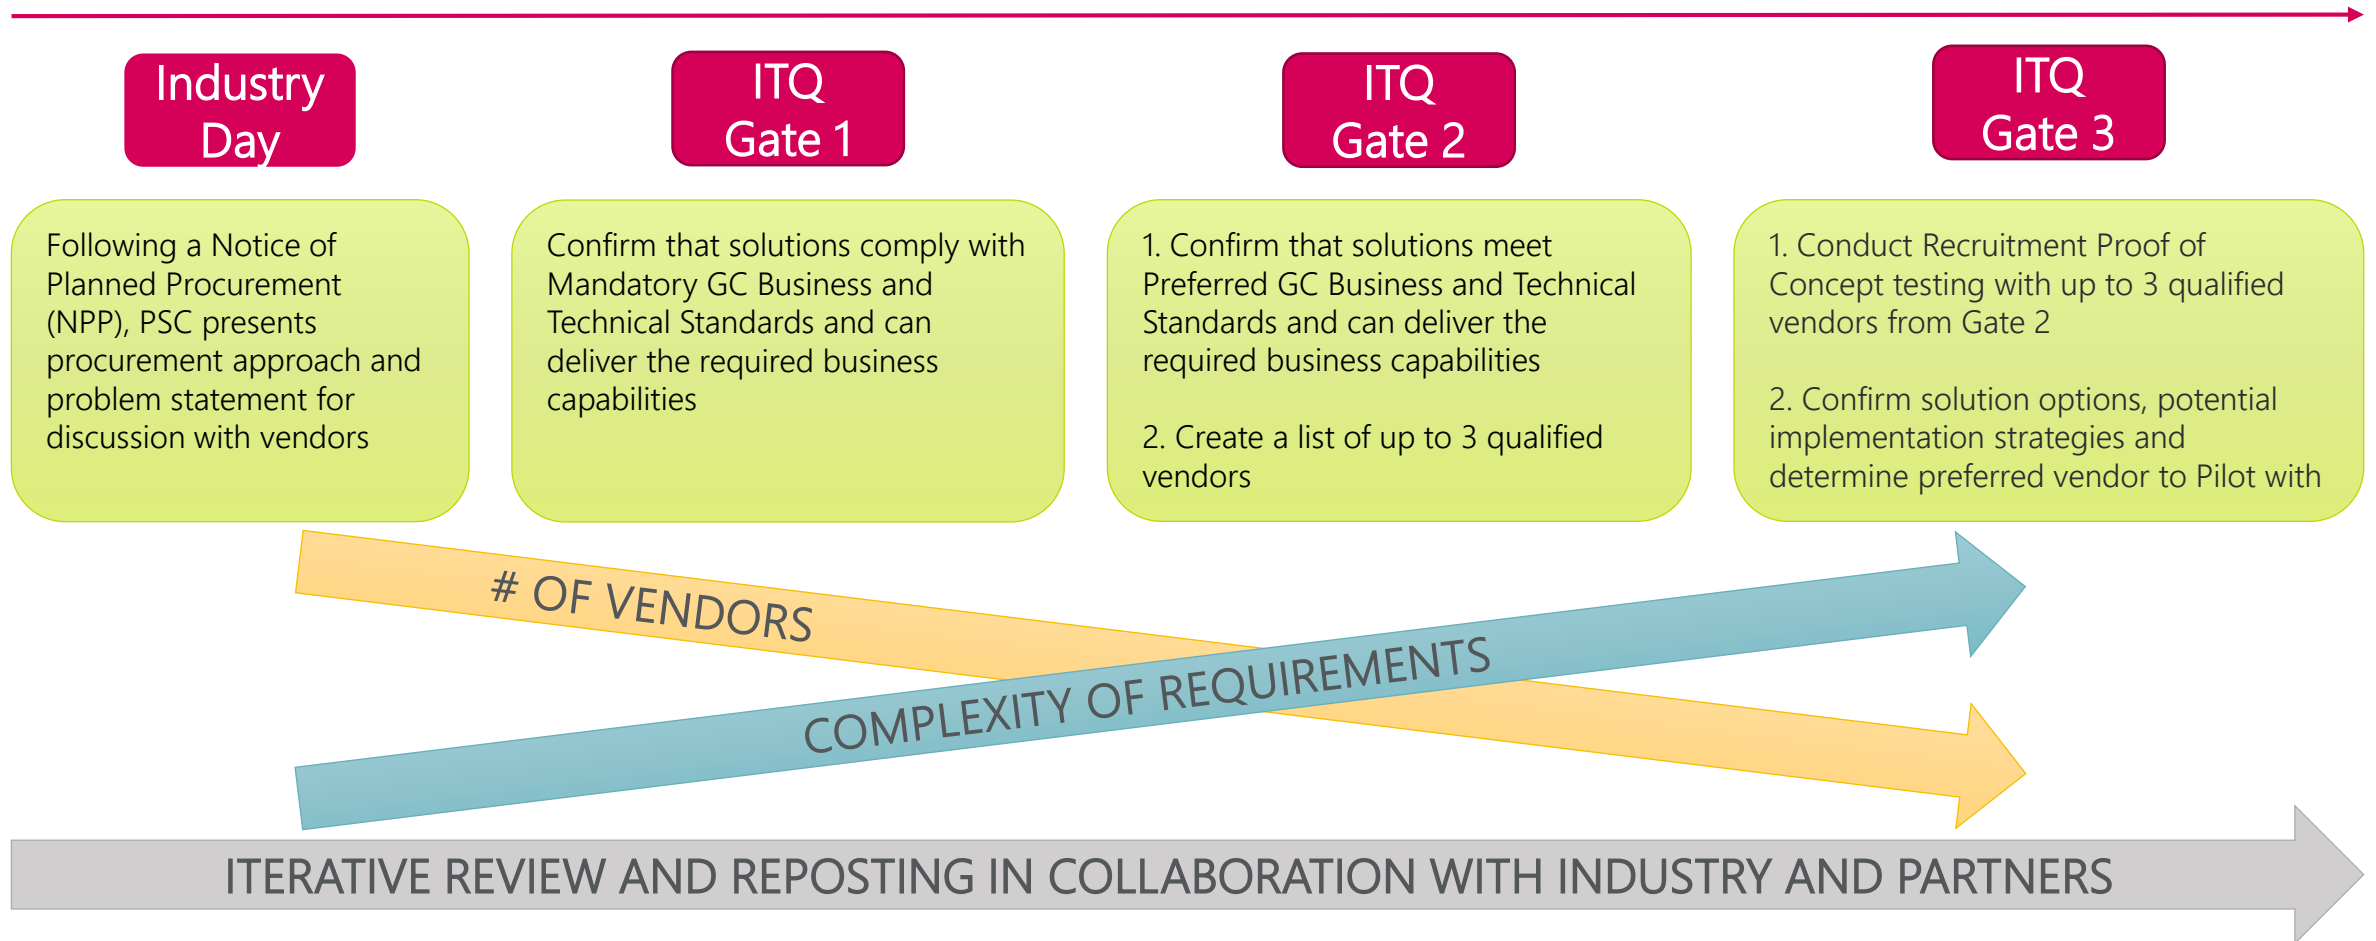 Industry
Day
ITQ
Gate 1
ITQ
Gate 2
ITQ
Gate 3
Following a Notice of
Planned Procurement
(NPP), PSC presents
procurement approach and
problem statement for
discussion with vendors
Confirm that solutions comply with
Mandatory GC Business and
Technical Standards and can
deliver the required business
capabilities
1. Confirm that solutions meet
Preferred GC Business and Technical
Standards and can deliver the
required business capabilities
2. Create a list of up to 3 qualified
vendors
1. Conduct Recruitment Proof of
Concept testing with up to 3 qualified
vendors from Gate 2
2. Confirm solution options, potential
implementation strategies and
determine preferred vendor to Pilot with
# OF VENDORS
COMPLEXITY OF REQUIREMENTS
ITERATIVE REVIEW AND REPOSTING IN COLLABORATION WITH INDUSTRY AND PARTNERS